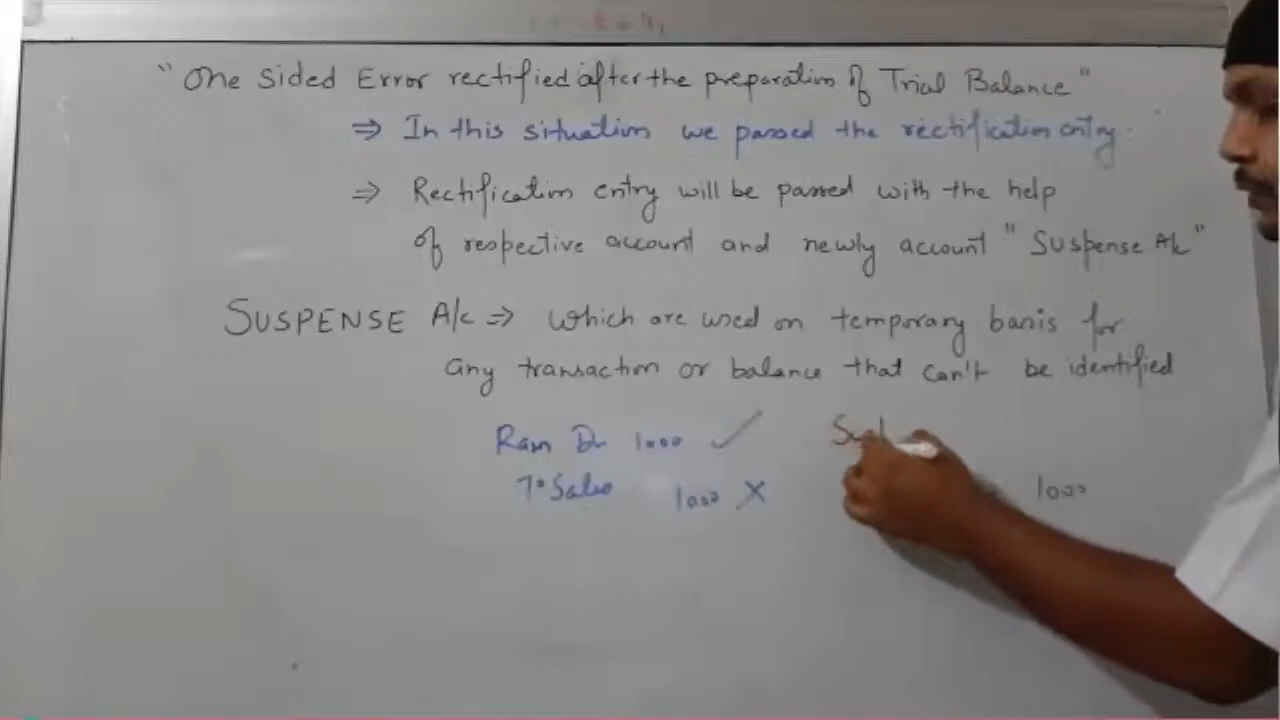 "One Sided Error rectified after the preparation of Trial Balance"
⇒ In this situation we passed the rectification entry.
⇒ Rectification entry will be passed with the help
of respective account and newly account "Suspense A/c"
SUSPENSE A/c ⇒ which are used on temporary basis for
any transaction or balance that can't be identified
Ram Dr 1000 ✓
To Sales 1000 ✗ 1000